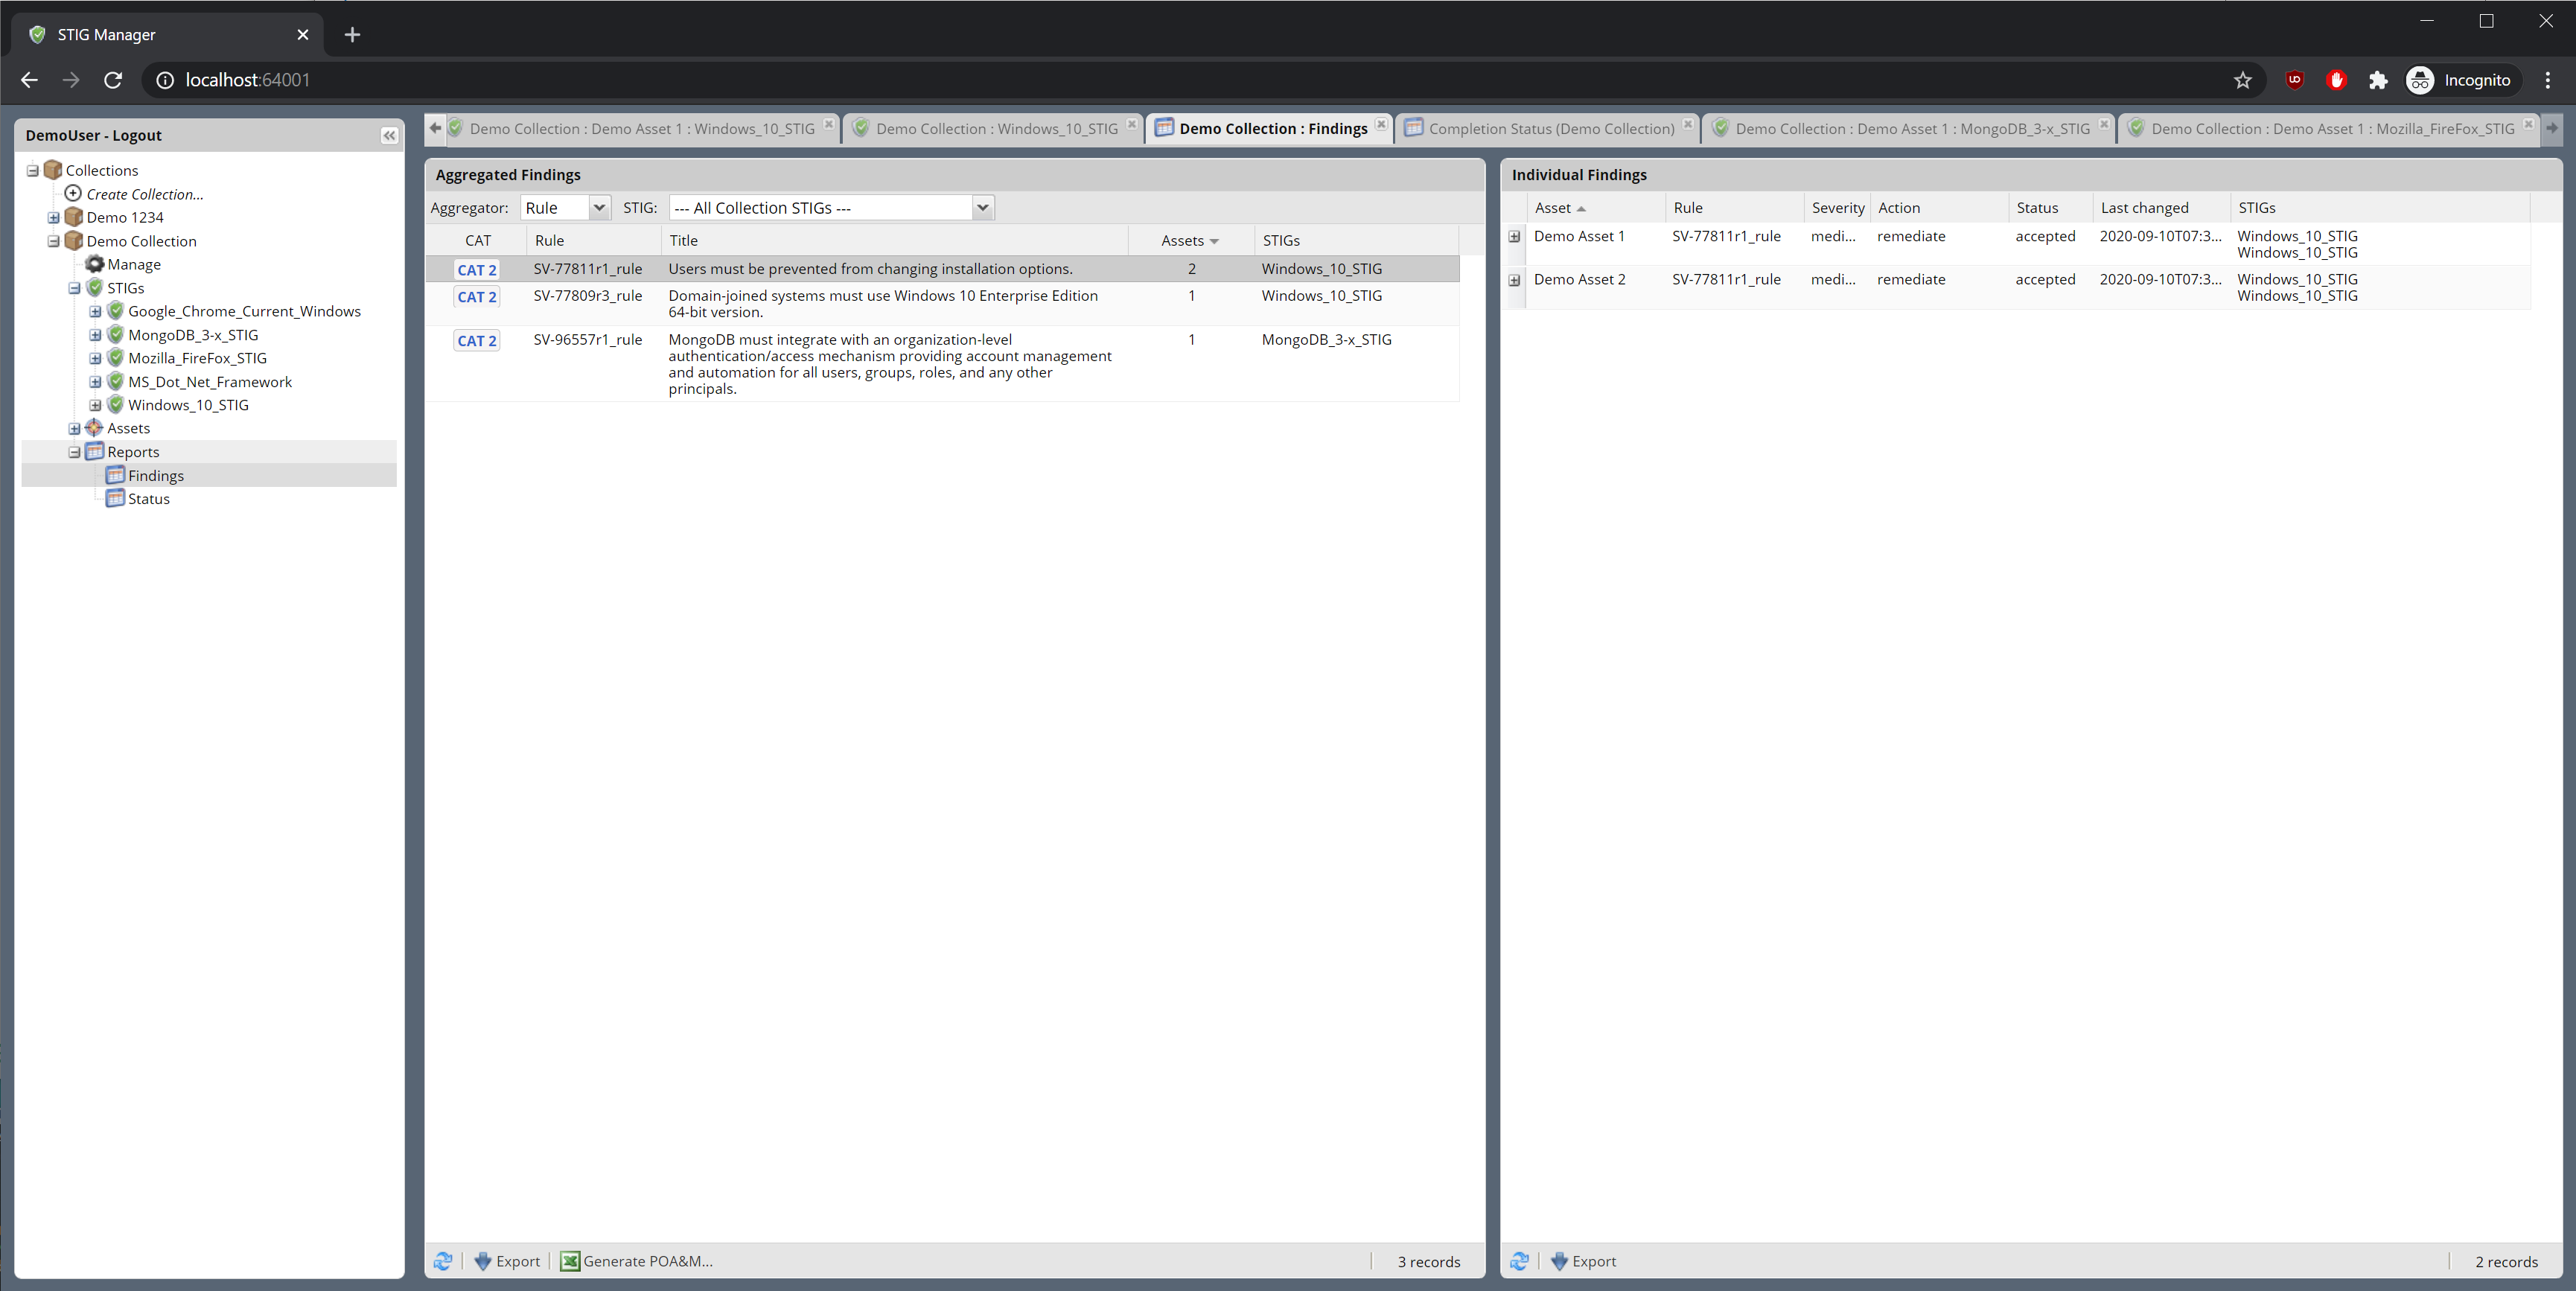 STIG Manager
localhost:64001
Incognito
DemoUser - Logout
Collections
Create Collection...
Demo 1234
Demo Collection
Manage
STIGs
Google_Chrome_Current_Windows
MongoDB_3-x_STIG
Mozilla_FireFox_STIG
MS_Dot_Net_Framework
Windows_10_STIG
Assets
Reports
Findings
Status
Demo Collection : Demo Asset 1 : Windows_10_STIG
Demo Collection : Windows_10_STIG
Demo Collection : Findings
Completion Status (Demo Collection)
Demo Collection : Demo Asset 1 : MongoDB_3-x_STIG
Demo Collection : Demo Asset 1 : Mozilla_FireFox_STIG
Aggregated Findings
Aggregator: Rule STIG: --- All Collection STIGs ---
CAT Rule Title Assets STIGs
CAT 2 SV-77811r1_rule Users must be prevented from changing installation options. 2 Windows_10_STIG
CAT 2 SV-77809r3_rule Domain-joined systems must use Windows 10 Enterprise Edition 1 Windows_10_STIG
64-bit version.
CAT 2 SV-96557r1_rule MongoDB must integrate with an organization-level 1 MongoDB_3-x_STIG
authentication/access mechanism providing account management
and automation for all users, groups, roles, and any other
principals.
Export Generate POA&M... 3 records
Individual Findings
Asset Rule Severity Action Status Last changed STIGs
Demo Asset 1 SV-77811r1_rule medi... remediate accepted 2020-09-10T07:3... Windows_10_STIG
Windows_10_STIG
Demo Asset 2 SV-77811r1_rule medi... remediate accepted 2020-09-10T07:3... Windows_10_STIG
Windows_10_STIG
Export 2 records